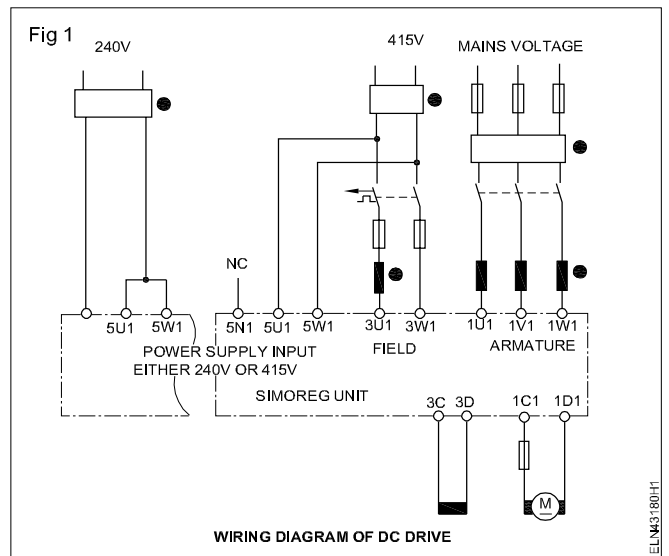 Fig 1
240V
415V
MAINS VOLTAGE
NC
5U1 5W1
5N1 5U1 5W1 3U1 3W1 1U1 1V1 1W1
POWER SUPPLY INPUT
EITHER 240V OR 415V
FIELD
ARMATURE
SIMOREG UNIT
3C 3D 1C1 1D1
M
WIRING DIAGRAM OF DC DRIVE
ELN43180H1